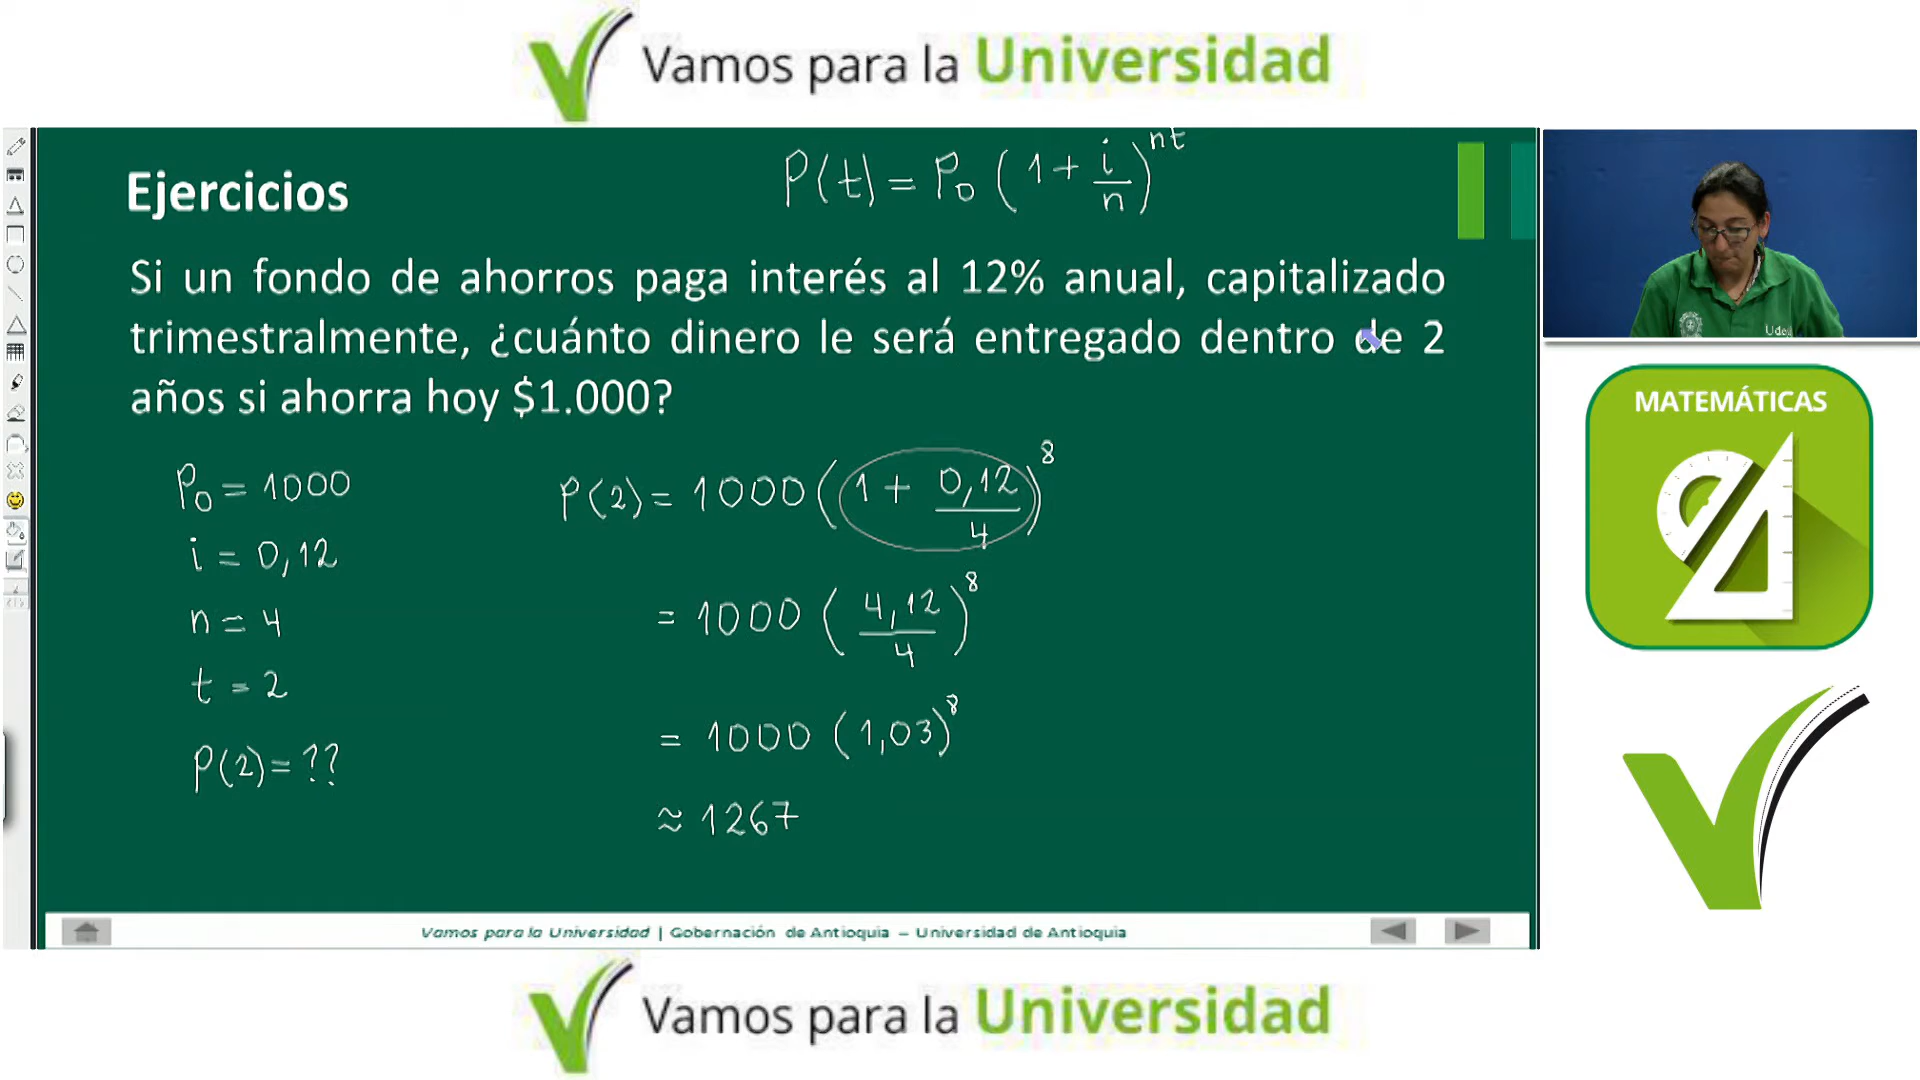 Vamos para la Universidad
P(t) = P₀ (1 + i/n)^nt
Ejercicios
Si un fondo de ahorros paga interés al 12% anual, capitalizado
trimestralmente, ¿cuánto dinero le será entregado dentro de 2
años si ahorra hoy $1.000?
MATEMÁTICAS
P₀ = 1000
i = 0,12
n = 4
t = 2
P(2) = ??
P(2) = 1000 (1 + 0,12/4)^8
= 1000 (4,12/4)^8
= 1000 (1,03)^8
≈ 1267
Vamos para la Universidad | Gobernación de Antioquia – Universidad de Antioquia
Vamos para la Universidad